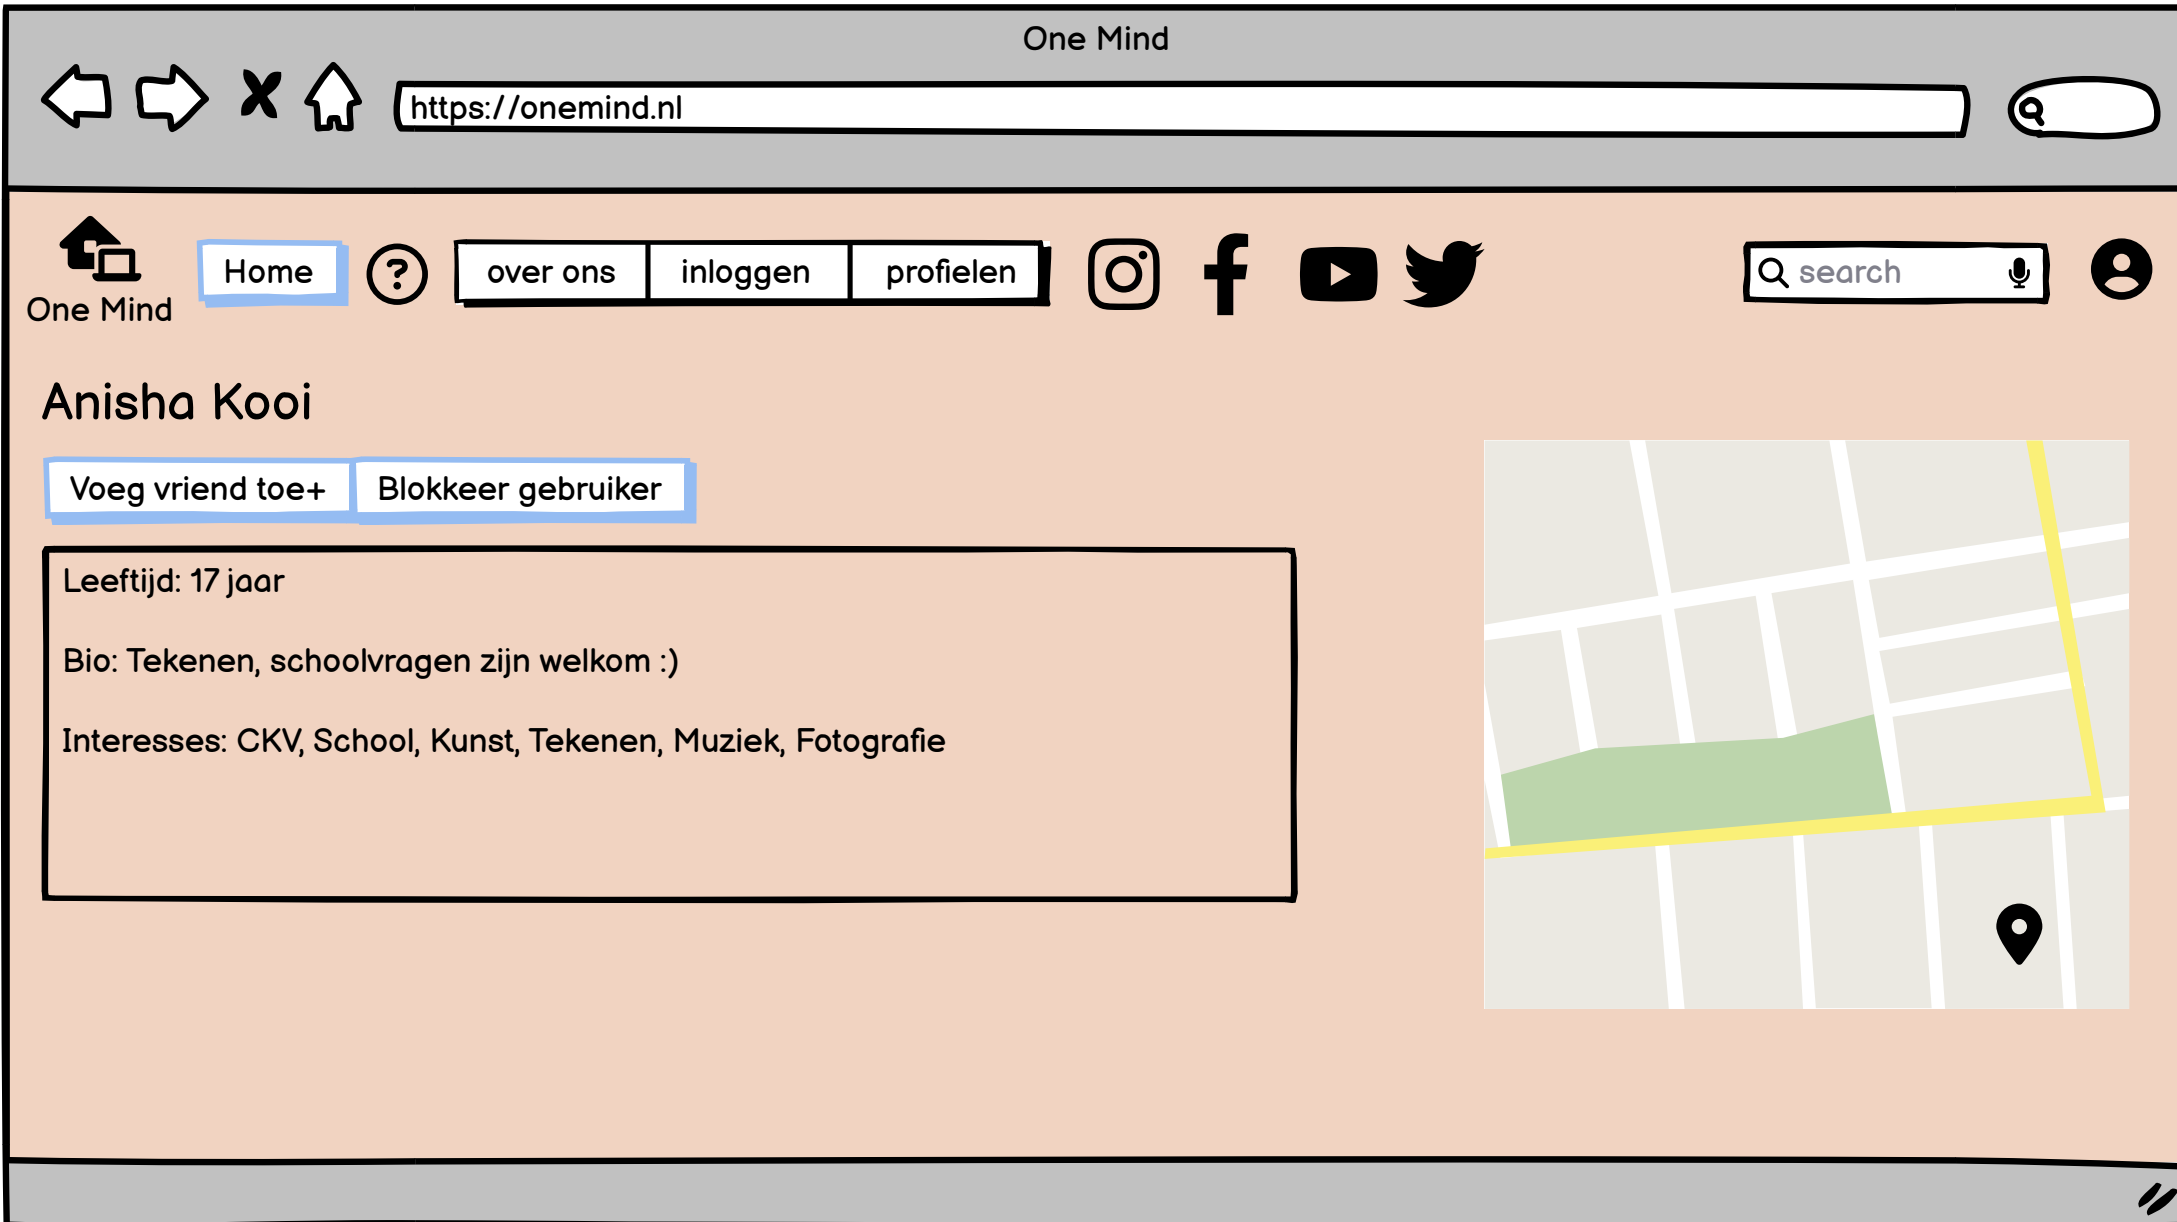 One Mind
https://onemind.nl
One Mind
Home
?
over ons
inloggen
profielen
search
Anisha Kooi
Voeg vriend toe+
Blokkeer gebruiker
Leeftijd: 17 jaar
Bio: Tekenen, schoolvragen zijn welkom :)
Interesses: CKV, School, Kunst, Tekenen, Muziek, Fotografie